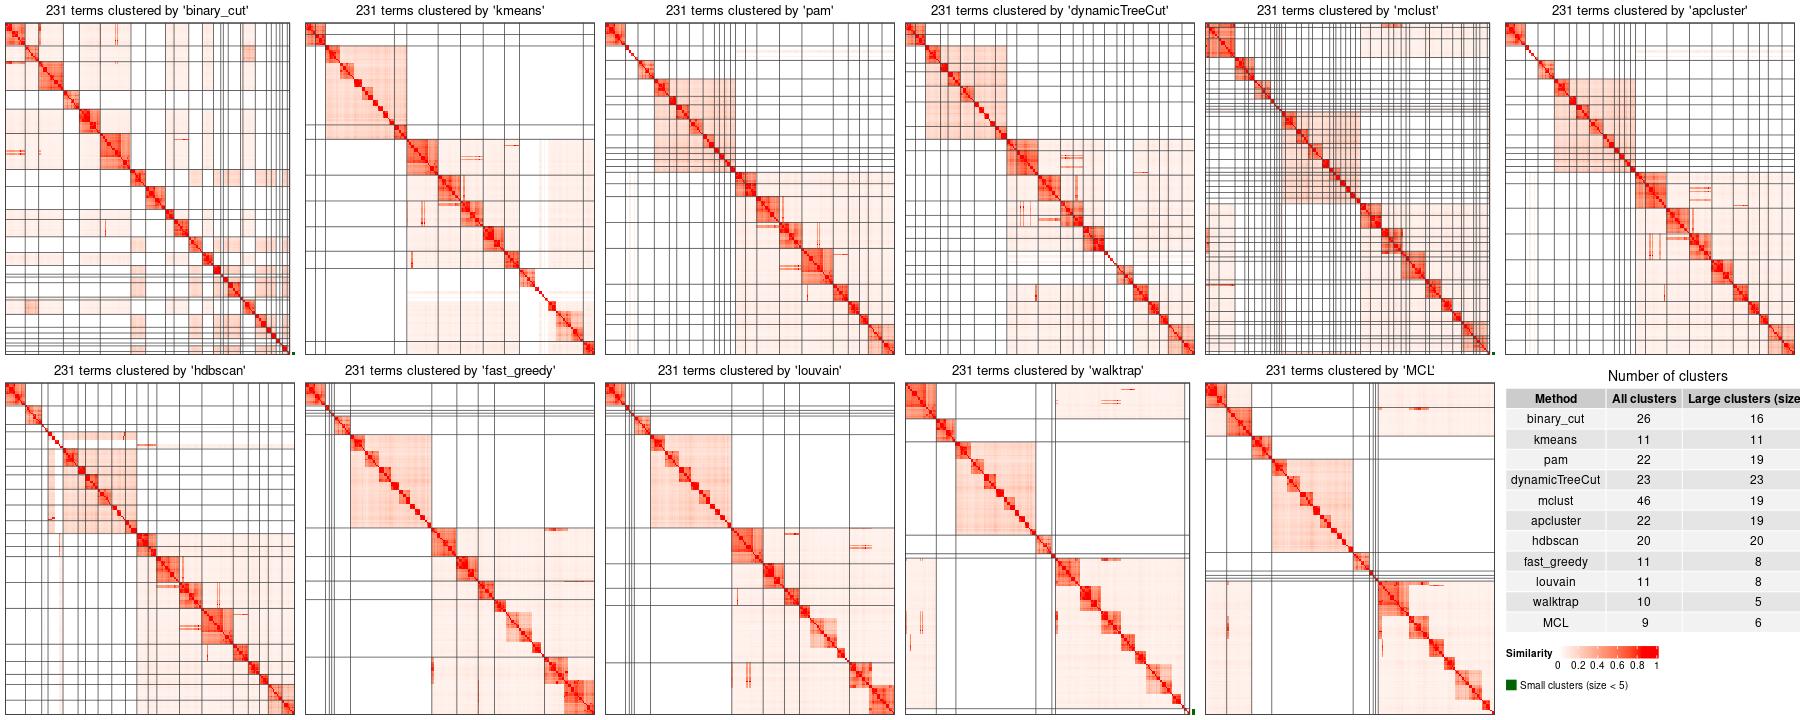 231 terms clustered by 'binary_cut'
231 terms clustered by 'kmeans'
231 terms clustered by 'pam'
231 terms clustered by 'dynamicTreeCut'
231 terms clustered by 'mclust'
231 terms clustered by 'apcluster'
231 terms clustered by 'hdbscan'
231 terms clustered by 'fast_greedy'
231 terms clustered by 'louvain'
231 terms clustered by 'walktrap'
231 terms clustered by 'MCL'
Number of clusters
Method All clusters Large clusters (size
binary_cut 26 16
kmeans 11 11
pam 22 19
dynamicTreeCut 23 23
mclust 46 19
apcluster 22 19
hdbscan 20 20
fast_greedy 11 8
louvain 11 8
walktrap 10 5
MCL 9 6
Similarity
0 0.2 0.4 0.6 0.8 1
Small clusters (size < 5)